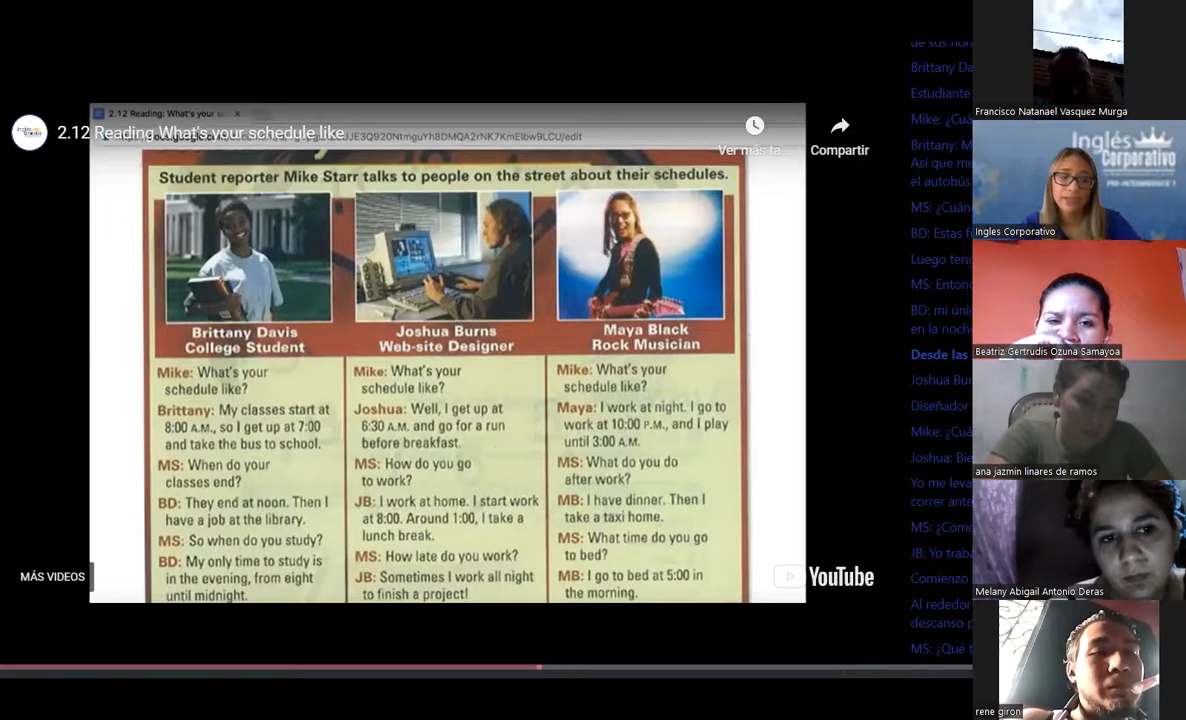 2.12 Reading: What's your
2.12 Reading What's your schedule like
JE3Q920NtmguYh8DMQA2rNK7KmEIbw9LCU/edit
Ver más ta...
Compartir
Student reporter Mike Starr talks to people on the street about their schedules.
Brittany Davis
College Student
Mike: What's your
schedule like?
Brittany: My classes start at
8:00 A.M., so I get up at 7:00
and take the bus to school.
MS: When do your
classes end?
BD: They end at noon. Then I
have a job at the library.
MS: So when do you study?
BD: My only time to study is
in the evening, from eight
until midnight.
Joshua Burns
Web-site Designer
Mike: What's your
schedule like?
Joshua: Well, I get up at
6:30 A.M. and go for a run
before breakfast.
MS: How do you go
to work?
JB: I work at home. I start work
at 8:00. Around 1:00, I take a
lunch break.
MS: How late do you work?
JB: Sometimes I work all night
to finish a project!
Maya Black
Rock Musician
Mike: What's your
schedule like?
Maya: I work at night. I go to
work at 10:00 P.M., and I play
until 3:00 A.M.
MS: What do you do
after work?
MB: I have dinner. Then I
take a taxi home.
MS: What time do you go
to bed?
MB: I go to bed at 5:00 in
the morning.
MÁS VIDEOS
YouTube
Brittany Da
Estudiante
Mike: ¿Cuá
Brittany: M
Así que me
el autobús
MS: ¿Cuán
BD: Estas fi
Luego teng
MS: Enton
BD: mi úni
en la noch
Desde las
Joshua Bur
Diseñador
Mike: ¿Cuá
Joshua: Bie
Yo me leva
correr ante
MS: ¿Como
JB: Yo trab
Comienzo
Al rededor
descanso p
MS: ¿Qué t
Francisco Natanael Vasquez Murga
Inglés
Corporativo
PRE-INTERMEDIATE 1
Ingles Corporativo
Beatriz Gertrudis Ozuna Samayoa
ana jazmin linares de ramos
Melany Abigail Antonio Deras
rene giron